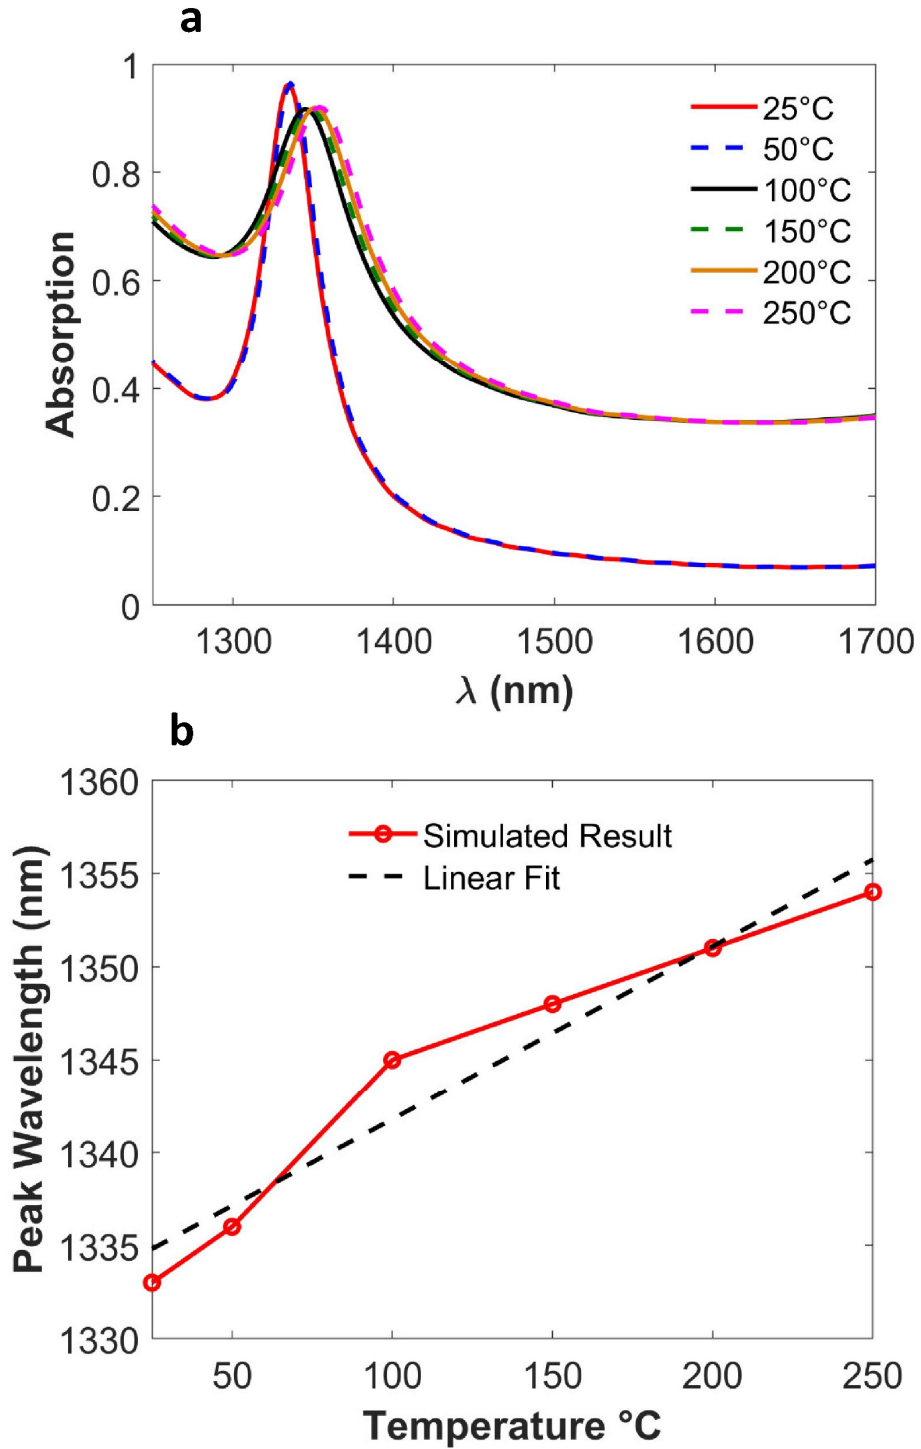 a
1
0.8
0.6
0.4
0.2
0
Absorption
25°C
50°C
100°C
150°C
200°C
250°C
1300 1400 1500 1600 1700
λ (nm)
b
1360
1355
1350
1345
1340
1335
1330
Peak Wavelength (nm)
Simulated Result
Linear Fit
50 100 150 200 250
Temperature °C